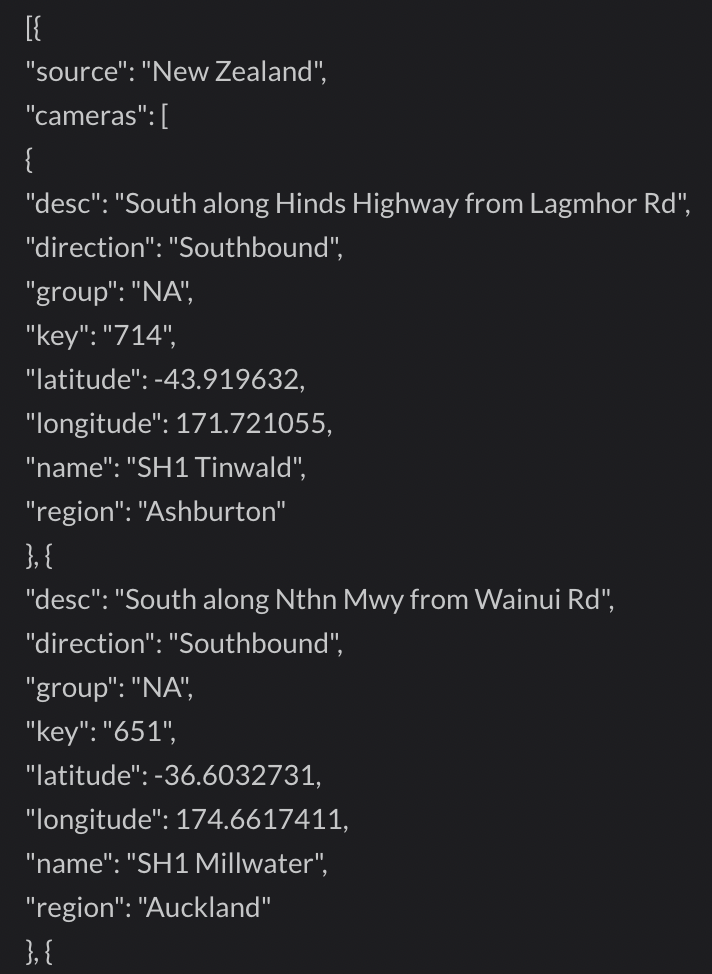 [{
"source": "New Zealand",
"cameras": [
{
"desc": "South along Hinds Highway from Lagmhor Rd",
"direction": "Southbound",
"group": "NA",
"key": "714",
"latitude": -43.919632,
"longitude": 171.721055,
"name": "SH1 Tinwald",
"region": "Ashburton"
}, {
"desc": "South along Nthn Mwy from Wainui Rd",
"direction": "Southbound",
"group": "NA",
"key": "651",
"latitude": -36.6032731,
"longitude": 174.6617411,
"name": "SH1 Millwater",
"region": "Auckland"
}, {